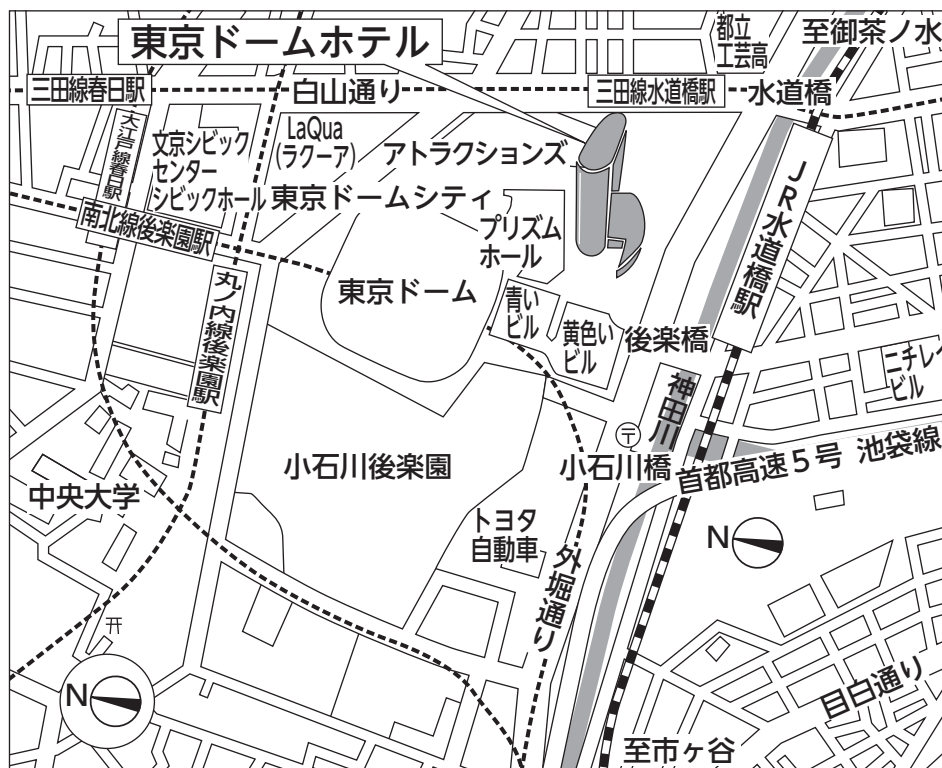 東京ドームホテル
都立
工芸高
至御茶ノ水
三田線春日駅
白山通り
三田線水道橋駅
水道橋
大江戸線春日駅
文京シビック
センター
シビックホール
LaQua
(ラクーア)
アトラクションズ
東京ドームシティ
JR水道橋駅
南北線後楽園駅
プリズム
ホール
丸ノ内線後楽園駅
東京ドーム
青い
ビル
黄色い
ビル
後楽橋
ニチレイ
ビル
神田川
〒
小石川後楽園
小石川橋
首都高速5号 池袋線
中央大学
トヨタ
自動車
外堀通り
N
N
目白通り
至市ヶ谷